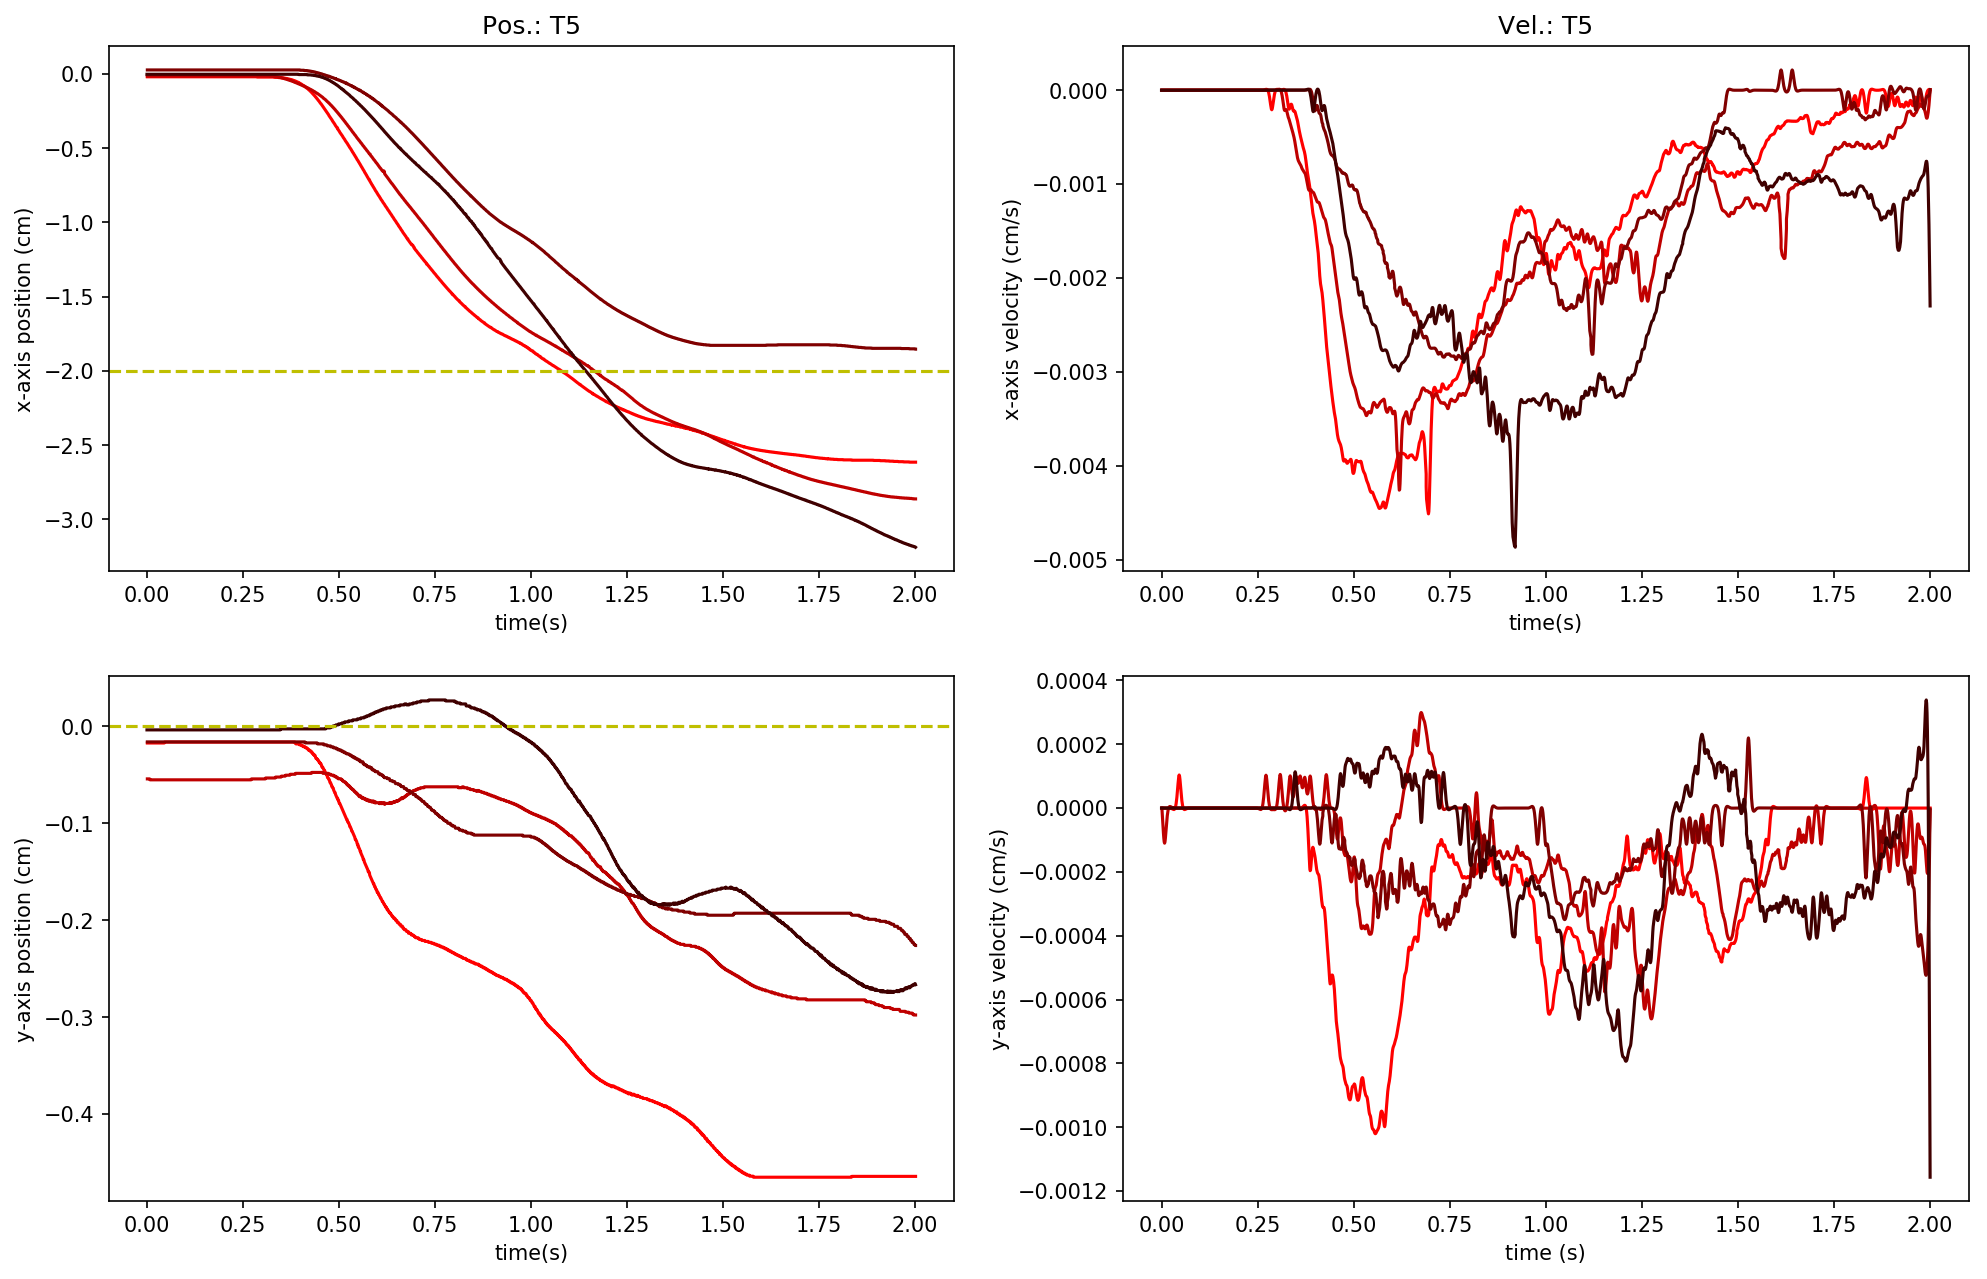 Pos.: T5
0.0
−0.5
−1.0
−1.5
−2.0
−2.5
−3.0
x-axis position (cm)
0.00 0.25 0.50 0.75 1.00 1.25 1.50 1.75 2.00
time(s)
Vel.: T5
0.000
−0.001
−0.002
−0.003
−0.004
−0.005
x-axis velocity (cm/s)
0.00 0.25 0.50 0.75 1.00 1.25 1.50 1.75 2.00
time(s)
0.0
−0.1
−0.2
−0.3
−0.4
y-axis position (cm)
0.00 0.25 0.50 0.75 1.00 1.25 1.50 1.75 2.00
time(s)
0.0004
0.0002
0.0000
−0.0002
−0.0004
−0.0006
−0.0008
−0.0010
−0.0012
y-axis velocity (cm/s)
0.00 0.25 0.50 0.75 1.00 1.25 1.50 1.75 2.00
time (s)